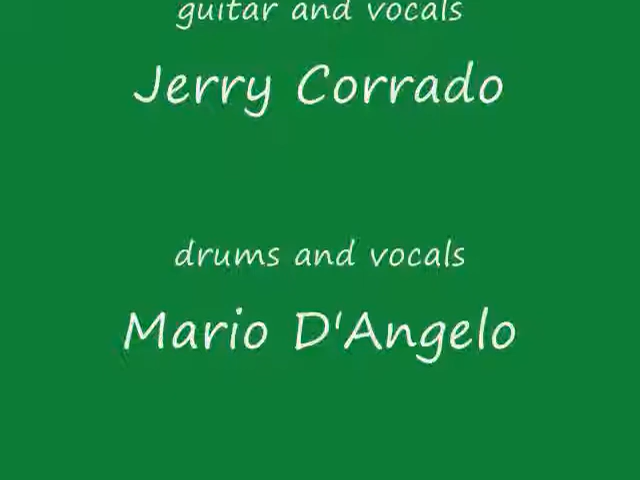 guitar and vocals
Jerry Corrado
drums and vocals
Mario D'Angelo